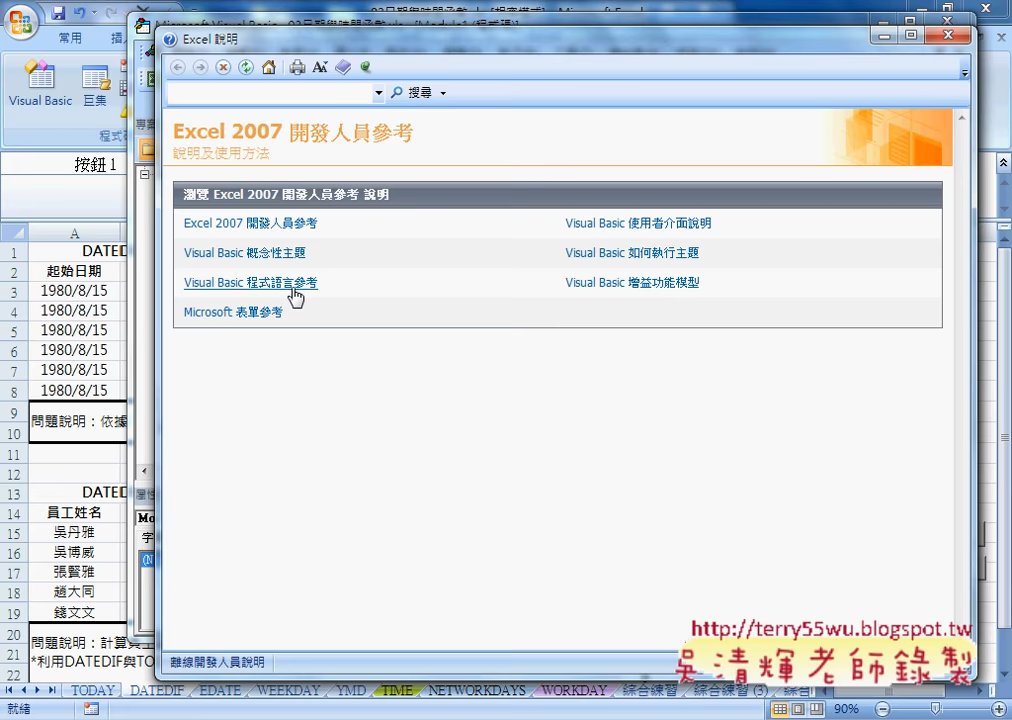 Excel 說明
常用
Visual Basic
巨集
搜尋
按鈕 1
Excel 2007 開發人員參考
說明及使用方法
瀏覽 Excel 2007 開發人員參考 說明
Excel 2007 開發人員參考
Visual Basic 使用者介面說明
Visual Basic 概念性主題
Visual Basic 如何執行主題
Visual Basic 程式語言參考
Visual Basic 增益功能模型
Microsoft 表單參考
A
1 DATED
2 起始日期
3 1980/8/15
4 1980/8/15
5 1980/8/15
6 1980/8/15
7 1980/8/15
8 1980/8/15
9 問題說明：依據
10
11
12
13 DATED
14 員工姓名
15 吳丹雅
16 吳博威
17 張賢雅
18 趙大同
19 錢文文
20 問題說明：計算員
21 *利用DATEDIF與TO
22
離線開發人員說明
http://terry55wu.blogspot.tw
吳清輝老師錄製
TODAY DATEDIF EDATE WEEKDAY YMD TIME NETWORKDAYS WORKDAY 綜合練習 綜合練習 (3) 綜合
就緒
90%